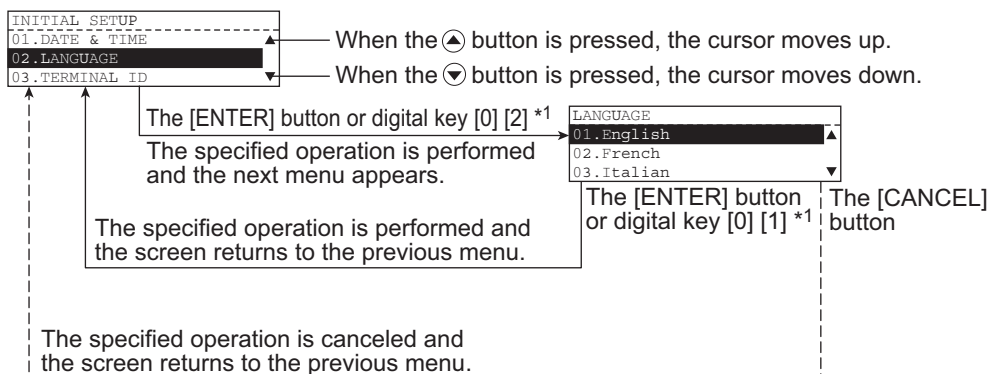 INITIAL SETUP
01.DATE & TIME
02.LANGUAGE
03.TERMINAL ID
When the ▲ button is pressed, the cursor moves up.
When the ▼ button is pressed, the cursor moves down.
The [ENTER] button or digital key [0] [2] *1
The specified operation is performed
and the next menu appears.
LANGUAGE
01.English
02.French
03.Italian
The [ENTER] button
or digital key [0] [1] *1
The [CANCEL]
button
The specified operation is performed and
the screen returns to the previous menu.
The specified operation is canceled and
the screen returns to the previous menu.